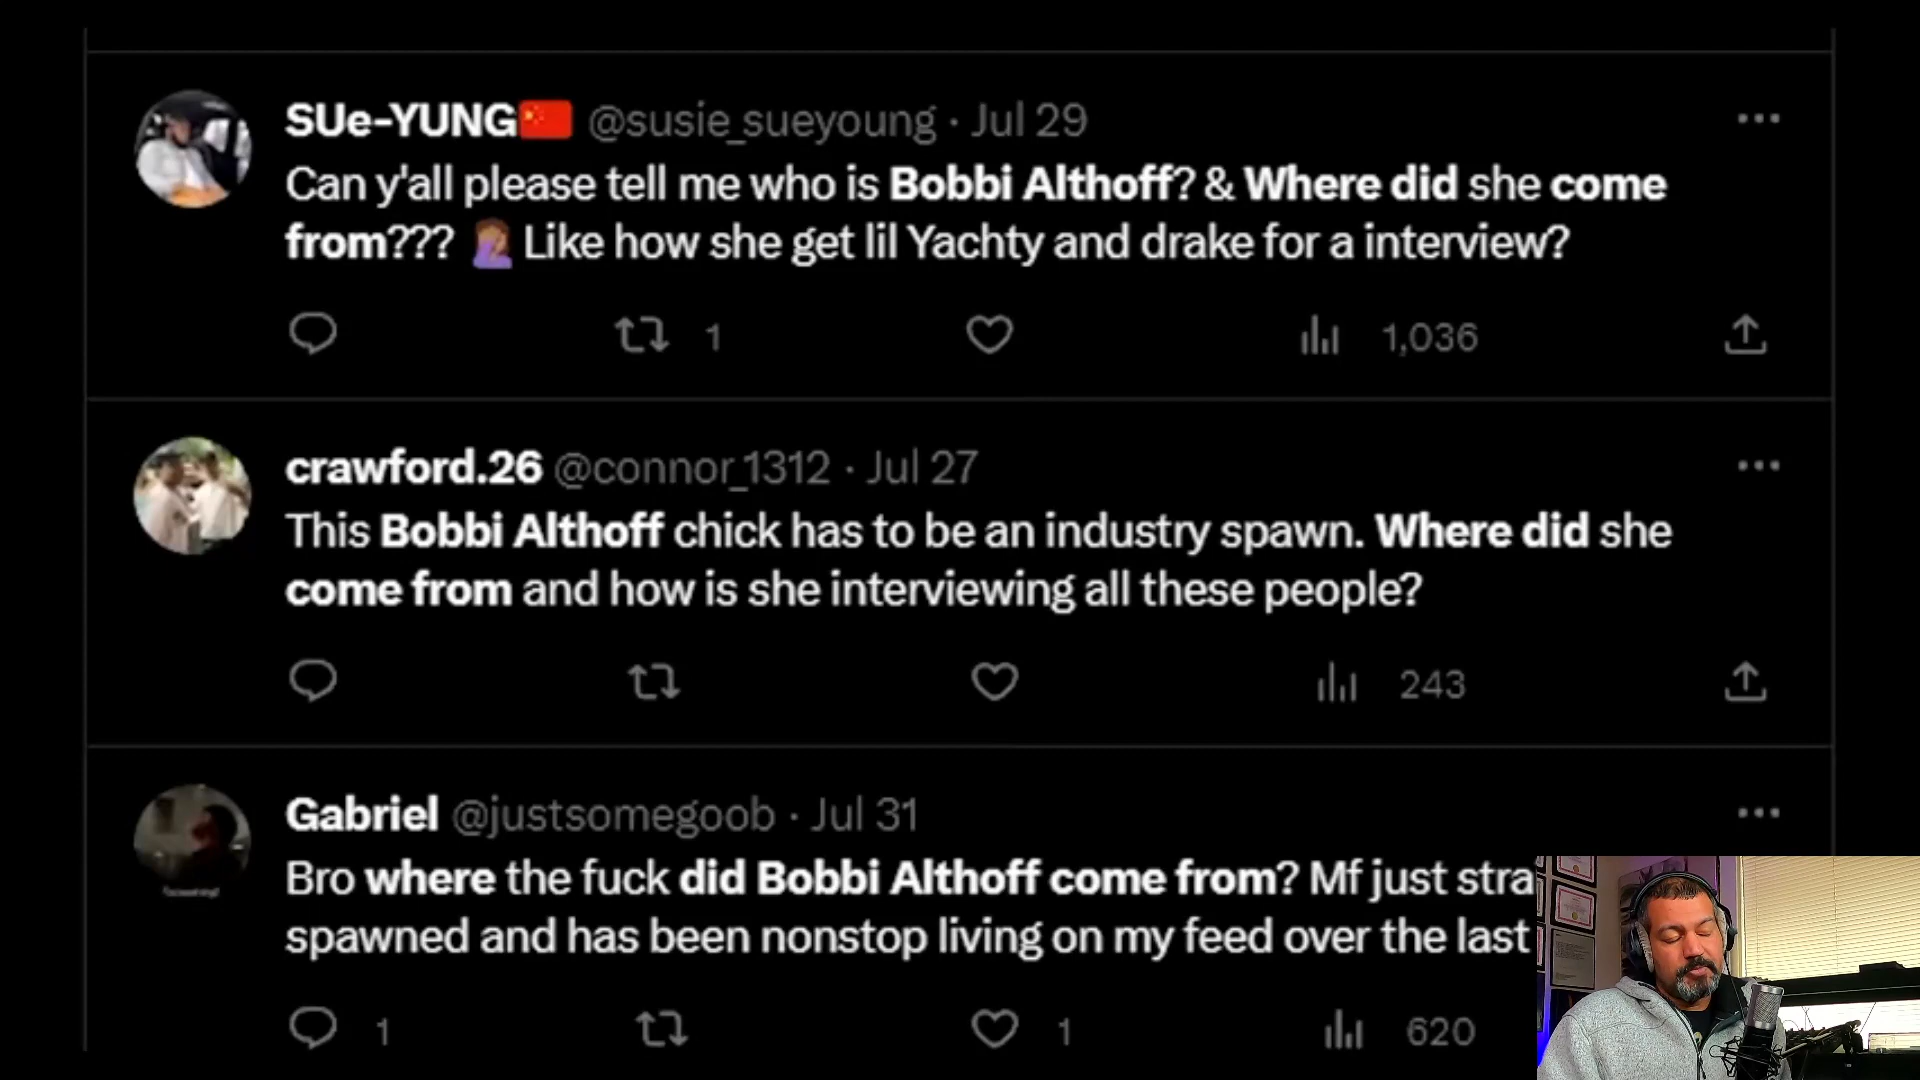 SUe-YUNG🇨🇳 @susie_sueyoung · Jul 29
Can y'all please tell me who is Bobbi Althoff? & Where did she come
from??? 🤦🏽‍♀️ Like how she get lil Yachty and drake for a interview?
1
1,036
crawford.26 @connor_1312 · Jul 27
This Bobbi Althoff chick has to be an industry spawn. Where did she
come from and how is she interviewing all these people?
243
Gabriel @justsomegoob · Jul 31
Bro where the fuck did Bobbi Althoff come from? Mf just stra
spawned and has been nonstop living on my feed over the last
1
1
620